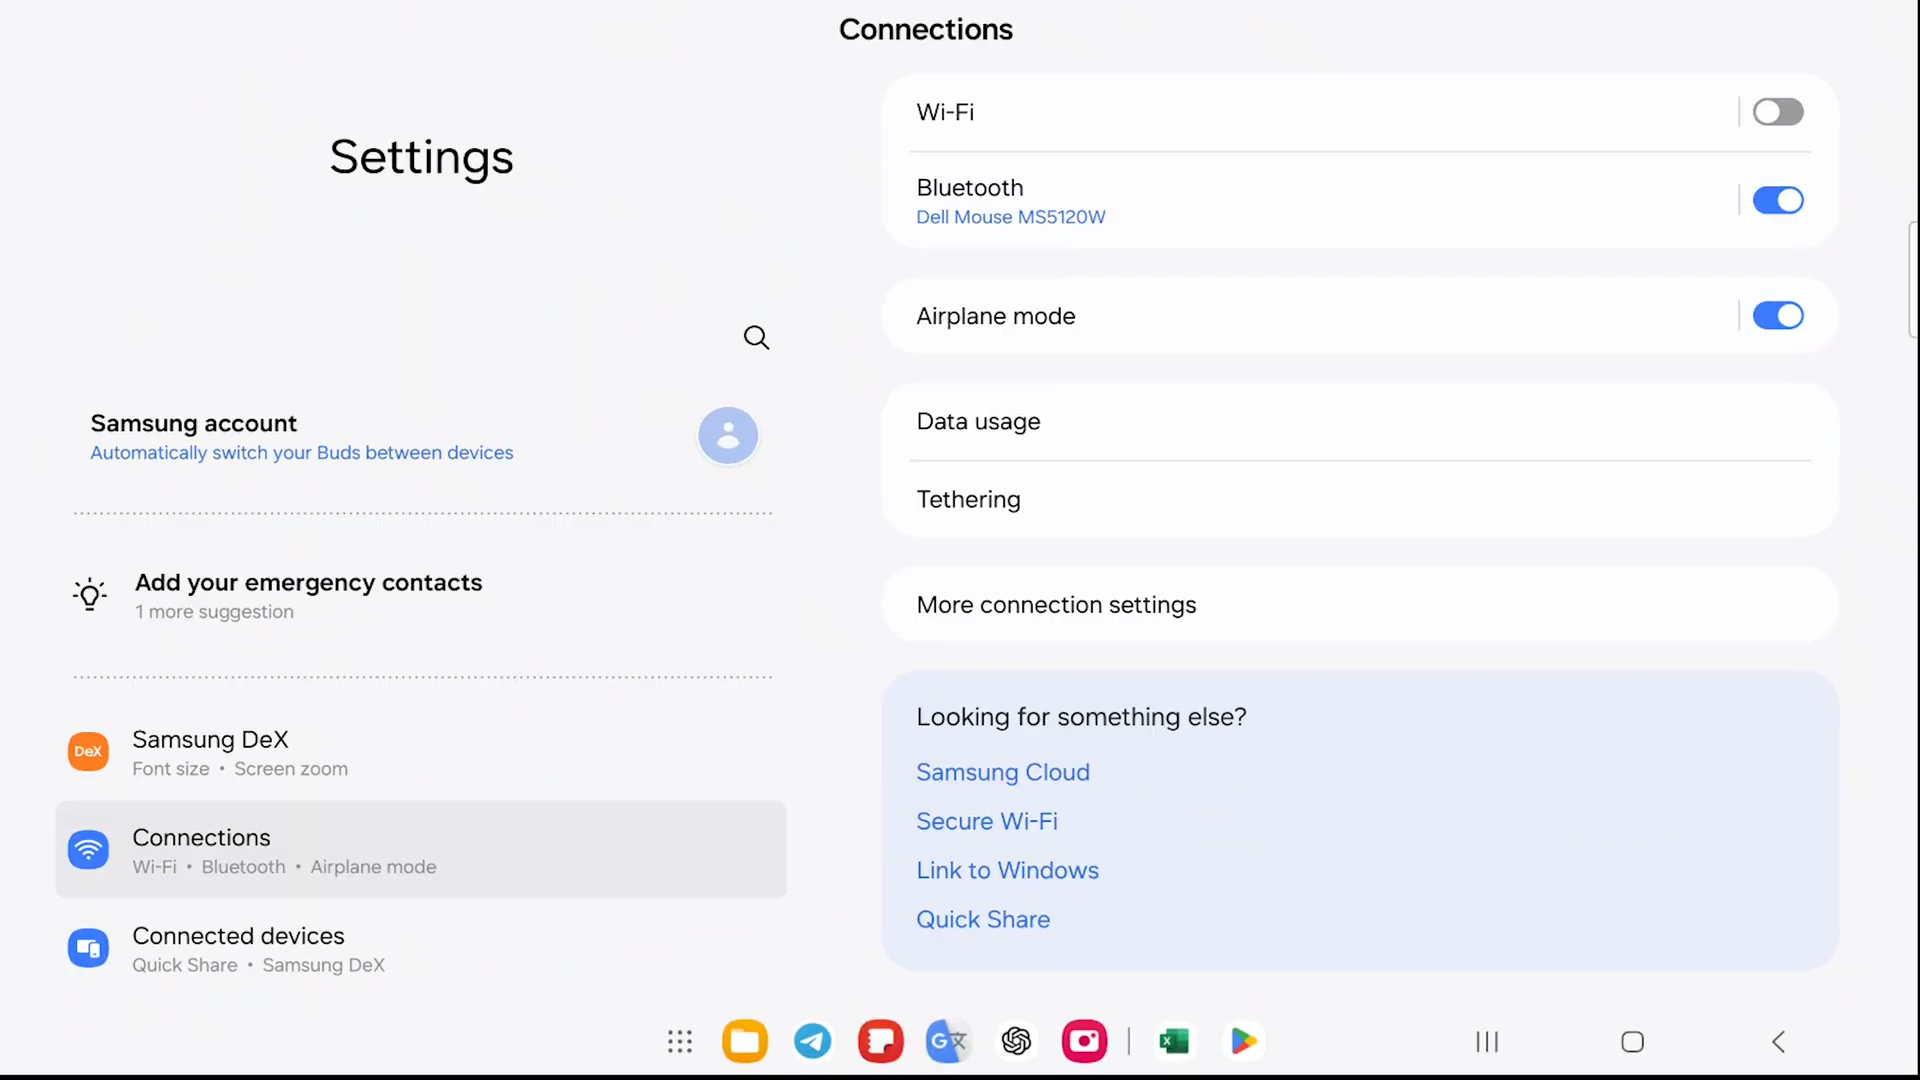 Settings
Samsung account
Automatically switch your Buds between devices
Add your emergency contacts
1 more suggestion
DeX
Samsung DeX
Font size • Screen zoom
Connections
Wi-Fi • Bluetooth • Airplane mode
Connected devices
Quick Share • Samsung DeX
Connections
Wi-Fi
Bluetooth
Dell Mouse MS5120W
Airplane mode
Data usage
Tethering
More connection settings
Looking for something else?
Samsung Cloud
Secure Wi-Fi
Link to Windows
Quick Share